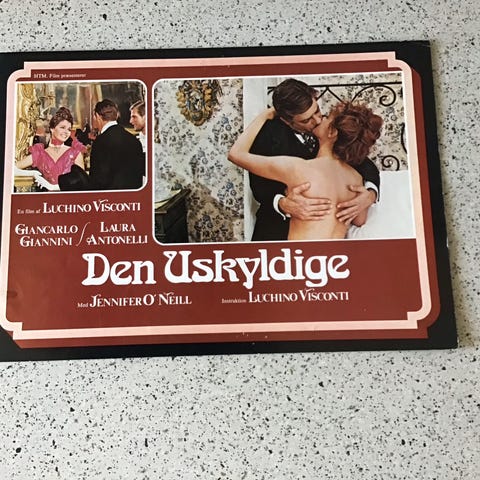 HTM. Film præsenterer
En film af LUCHINO VISCONTI
GIANCARLO GIANNINI / LAURA ANTONELLI
Den Uskyldige
Med JENNIFER O'NEILL Instruktion LUCHINO VISCONTI